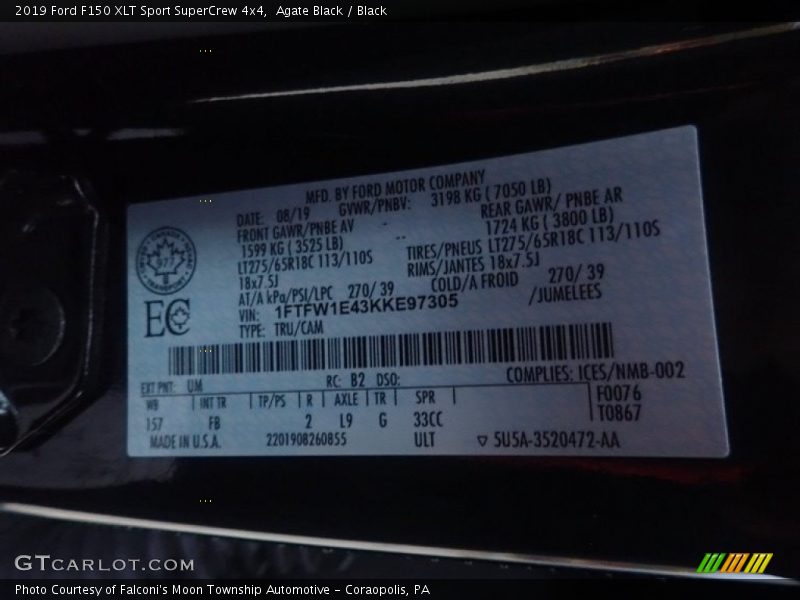 2019 Ford F150 XLT Sport SuperCrew 4x4,  Agate Black / Black
MFD. BY FORD MOTOR COMPANY
DATE: 08/19 GVWR/PNBV: 3198 KG ( 7050 LB)
FRONT GAWR/PNBE AV - REAR GAWR/ PNBE AR
1599 KG ( 3525 LB) -- 1724 KG ( 3800 LB)
LT275/65R18C 113/110S TIRES/PNEUS LT275/65R18C 113/110S
18x7.5J RIMS/JANTES 18x7.5J
AT/A kPa/PSI/LPC 270/ 39 COLD/A FROID 270/ 39
VIN: 1FTFW1E43KKE97305 /JUMELEES
TYPE: TRU/CAM
CANADA
TRANSPORT
EC
EXT PNT: UM RC: B2 DSO: COMPLIES: ICES/NMB-002
WB INT TR TP/PS R AXLE TR SPR F0076
157 FB 2 L9 G 33CC T0867
MADE IN U.S.A. 2201908260855 ULT ▽ 5U5A-3520472-AA
GTCARLOT.COM
Photo Courtesy of Falconi's Moon Township Automotive - Coraopolis, PA